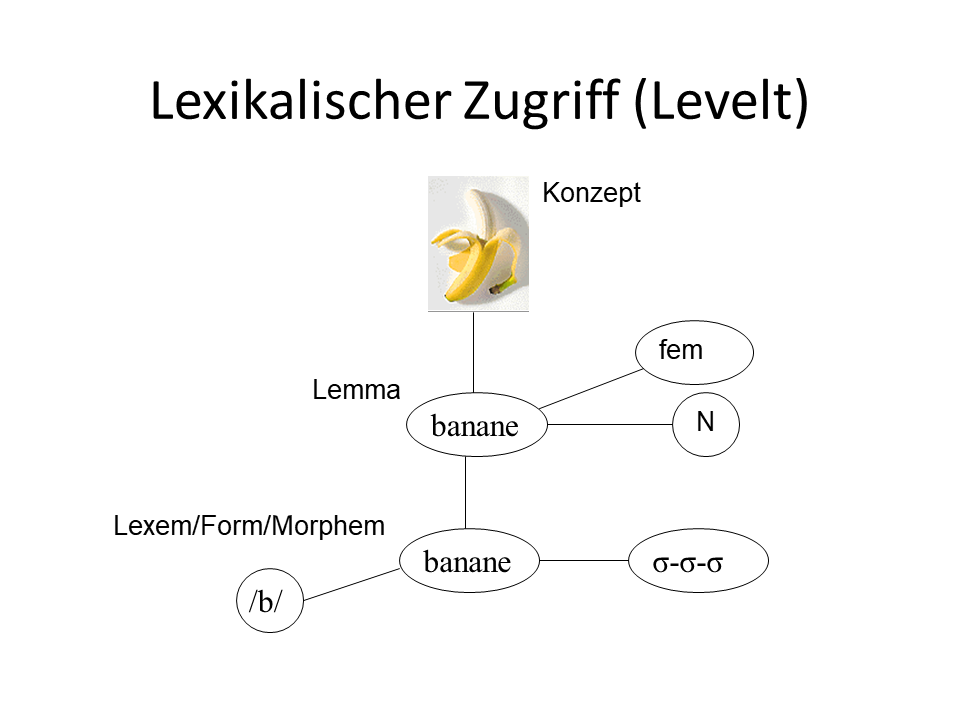 Lexikalischer Zugriff (Levelt)
Konzept
fem
Lemma
banane
N
Lexem/Form/Morphem
banane
σ-σ-σ
/b/